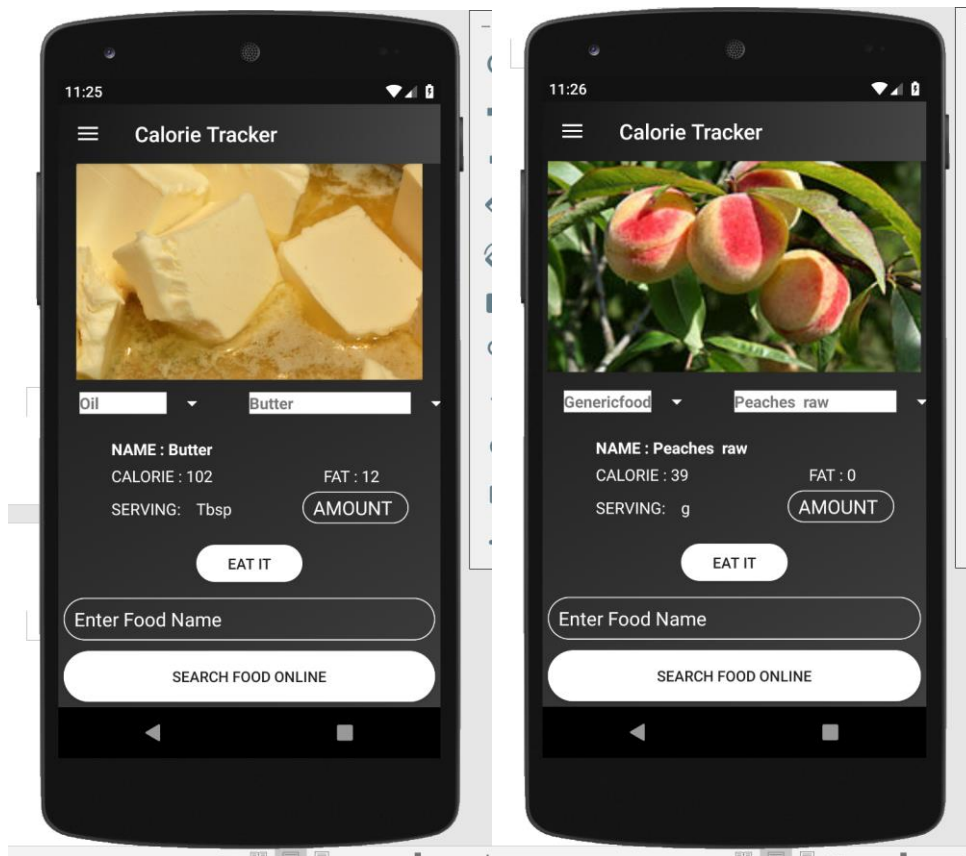 11:25
Calorie Tracker
Oil Butter
NAME : Butter
CALORIE : 102 FAT : 12
SERVING: Tbsp AMOUNT
EAT IT
Enter Food Name
SEARCH FOOD ONLINE
11:26
Calorie Tracker
Genericfood Peaches raw
NAME : Peaches raw
CALORIE : 39 FAT : 0
SERVING: g AMOUNT
EAT IT
Enter Food Name
SEARCH FOOD ONLINE